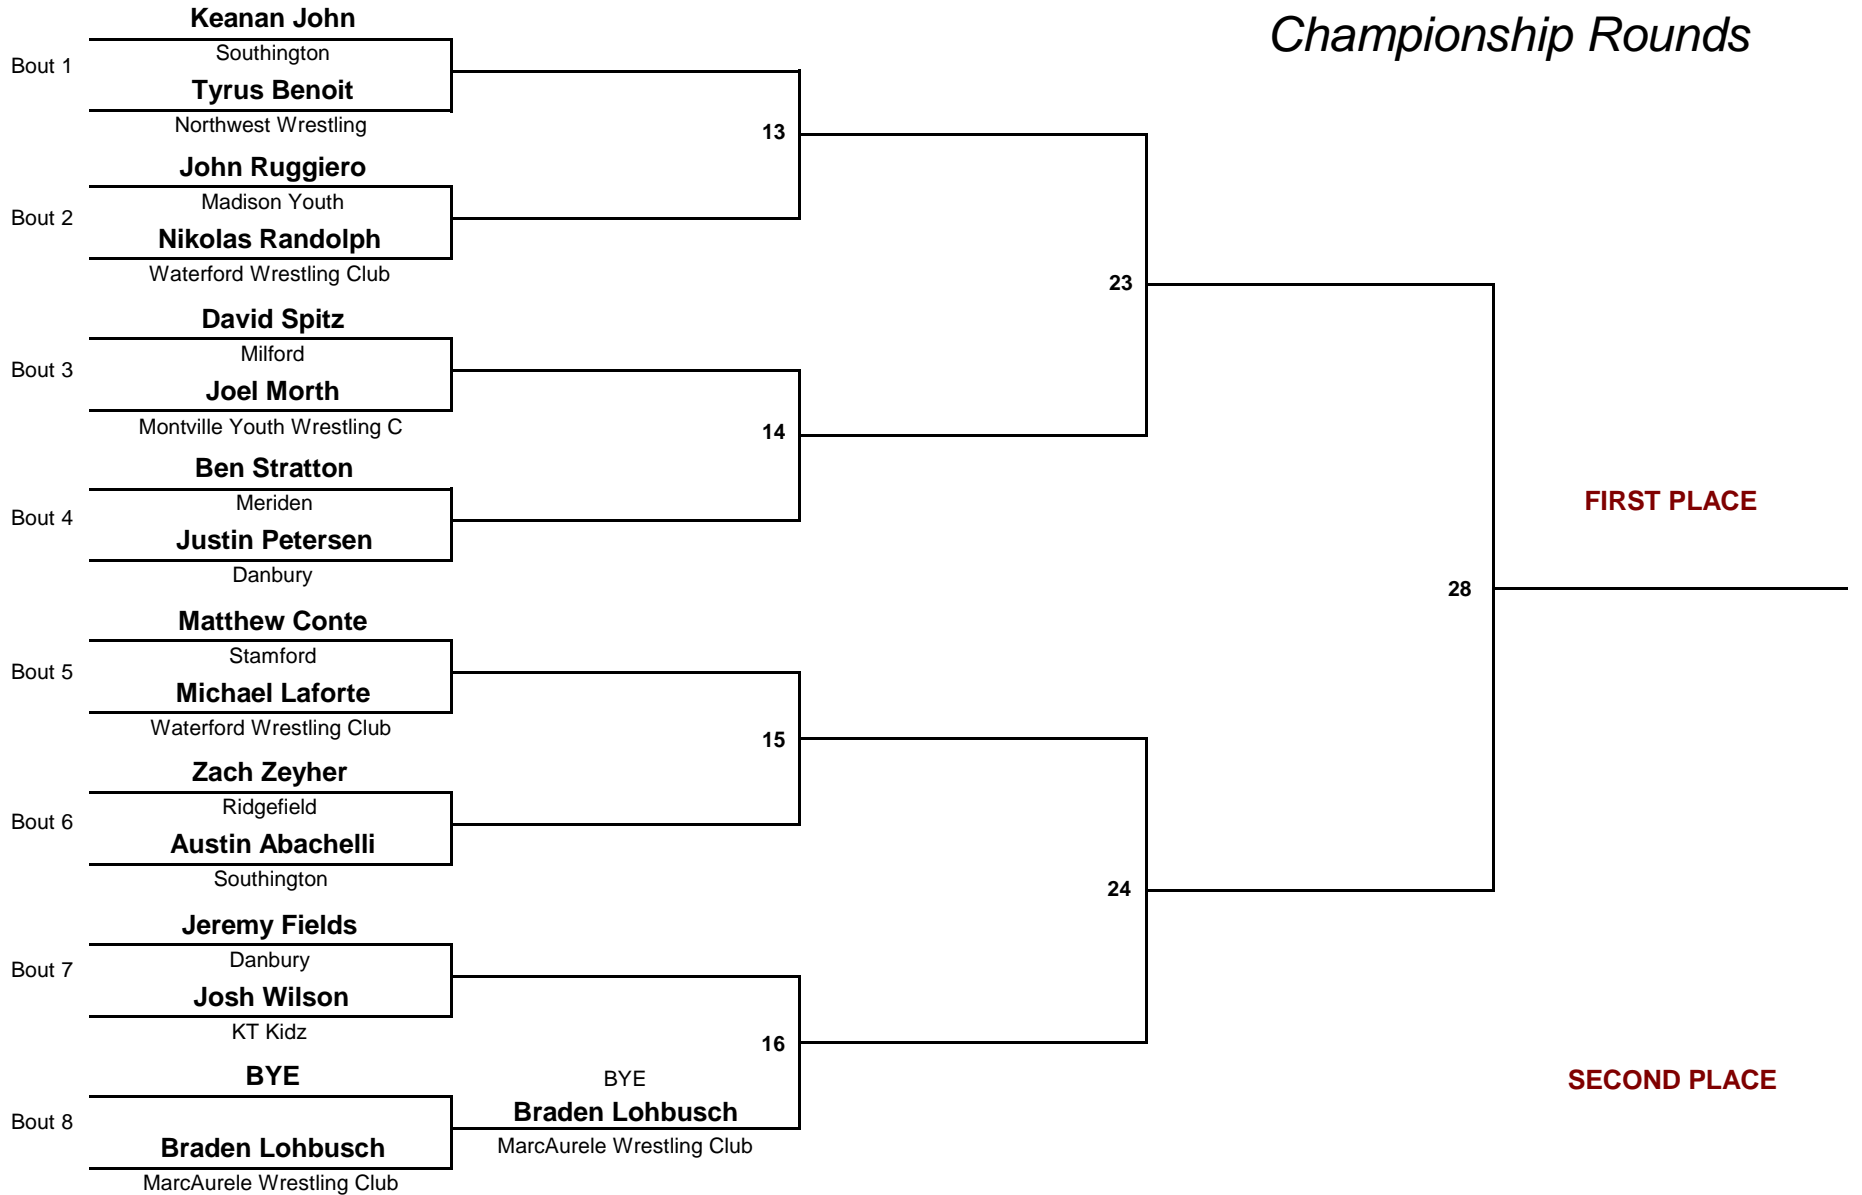 Championship Rounds
Keanan John
Bout 1
Southington
Tyrus Benoit
Northwest Wrestling
13
John Ruggiero
Bout 2
Madison Youth
Nikolas Randolph
Waterford Wrestling Club
23
David Spitz
Bout 3
Milford
Joel Morth
Montville Youth Wrestling C
14
Ben Stratton
Bout 4
Meriden
Justin Petersen
Danbury
FIRST PLACE
28
Matthew Conte
Bout 5
Stamford
Michael Laforte
Waterford Wrestling Club
15
Zach Zeyher
Bout 6
Ridgefield
Austin Abachelli
Southington
24
Jeremy Fields
Bout 7
Danbury
Josh Wilson
KT Kidz
16
BYE
Bout 8
Braden Lohbusch
MarcAurele Wrestling Club
BYE
Braden Lohbusch
MarcAurele Wrestling Club
SECOND PLACE